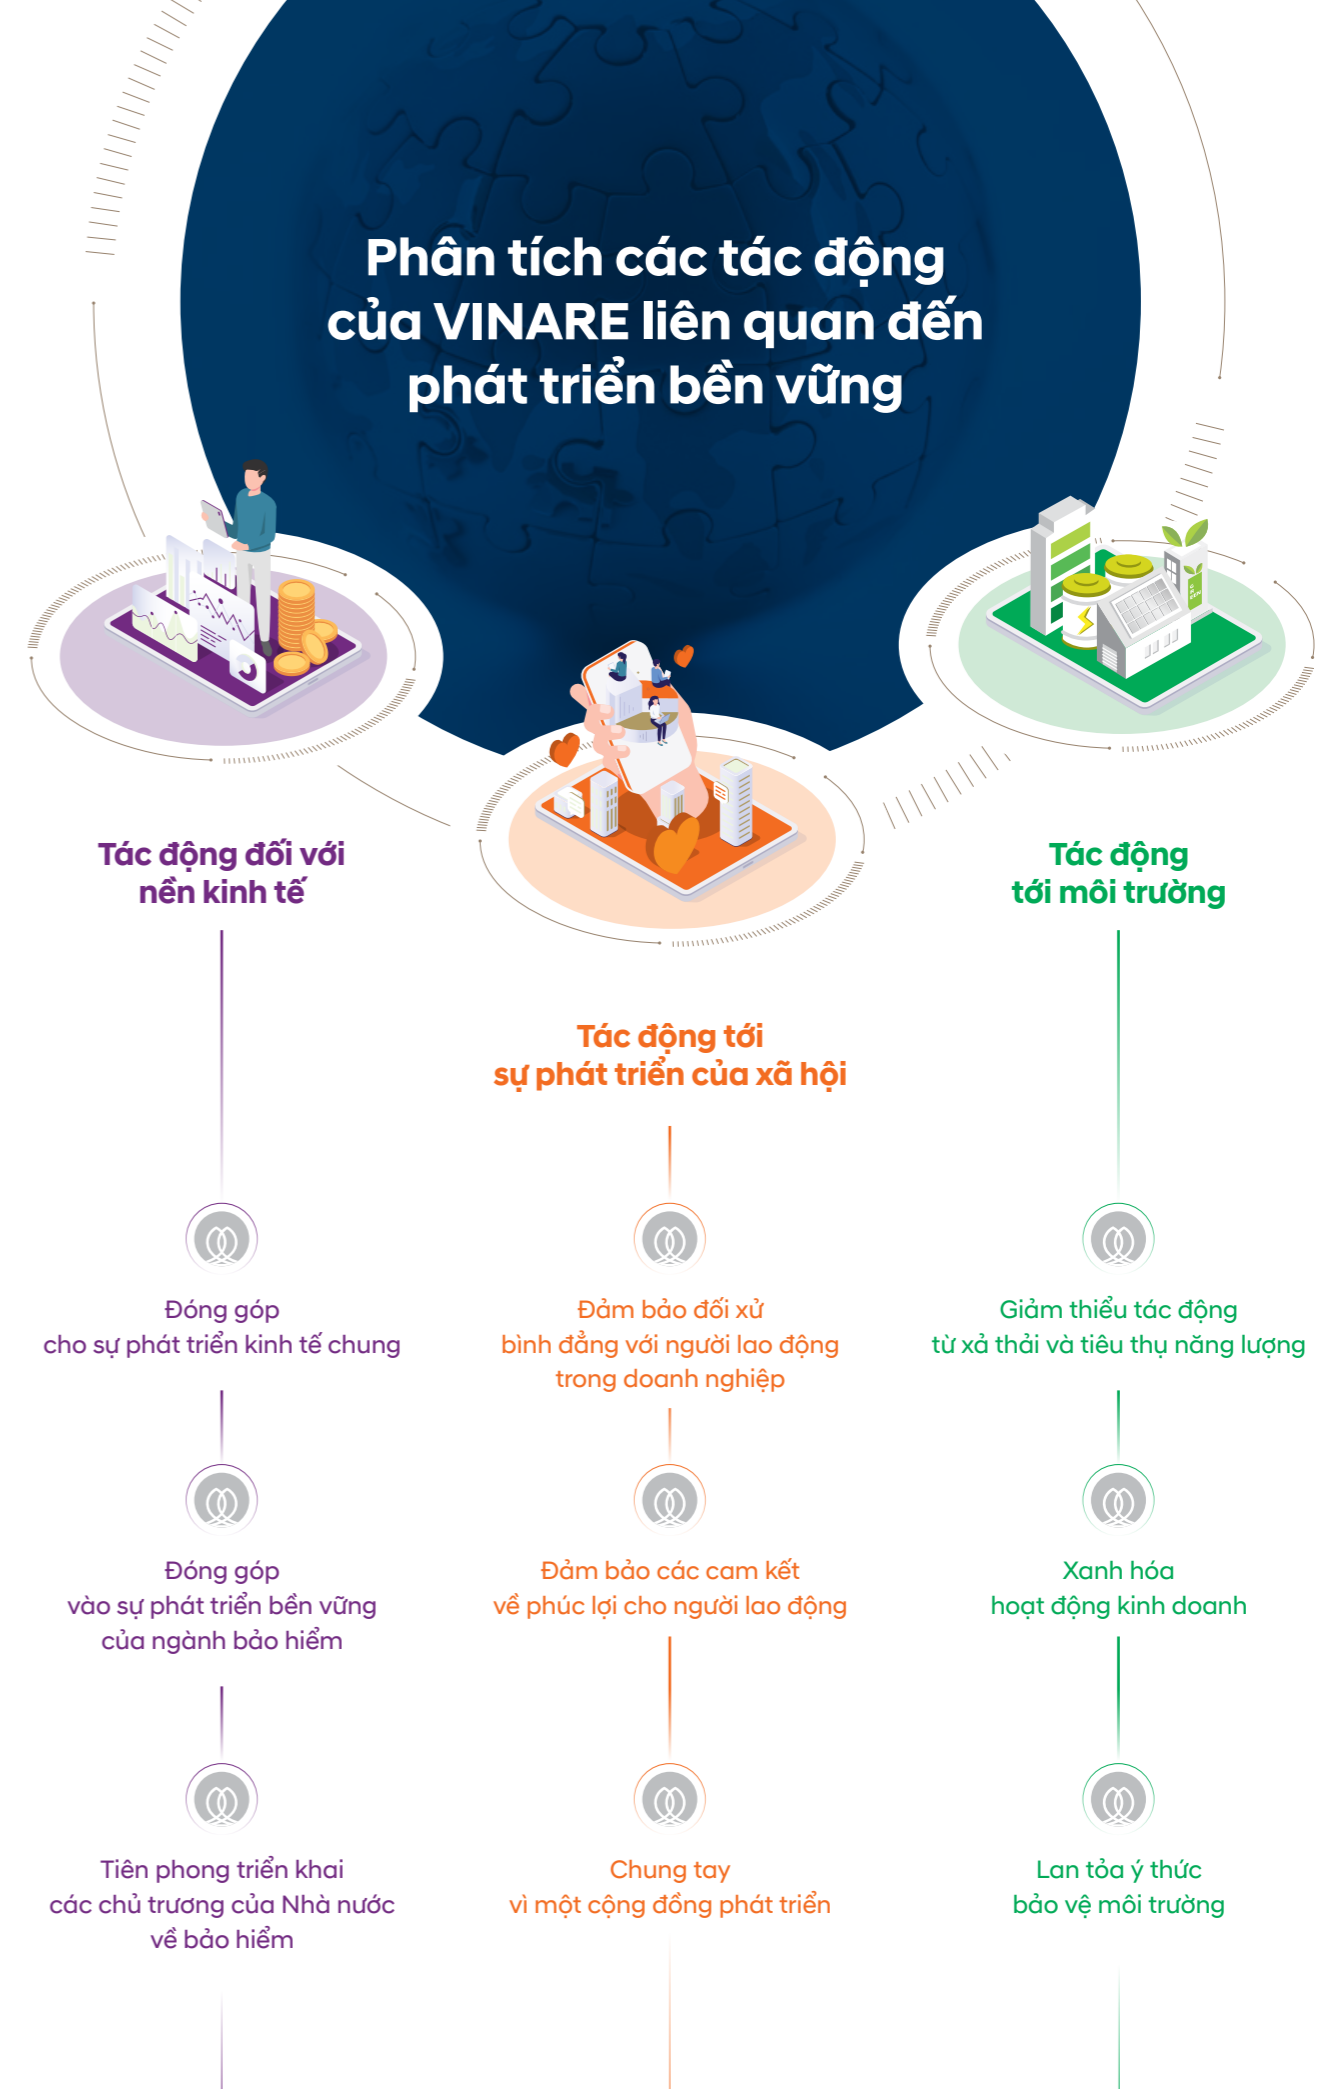 Phân tích các tác động
của VINARE liên quan đến
phát triển bền vững
Tác động đối với
nền kinh tế
Đóng góp
cho sự phát triển kinh tế chung
Đóng góp
vào sự phát triển bền vững
của ngành bảo hiểm
Tiên phong triển khai
các chủ trương của Nhà nước
về bảo hiểm
Tác động tới
sự phát triển của xã hội
Đảm bảo đối xử
bình đẳng với người lao động
trong doanh nghiệp
Đảm bảo các cam kết
về phúc lợi cho người lao động
Chung tay
vì một cộng đồng phát triển
Tác động
tới môi trường
Giảm thiểu tác động
từ xả thải và tiêu thụ năng lượng
Xanh hóa
hoạt động kinh doanh
Lan tỏa ý thức
bảo vệ môi trường